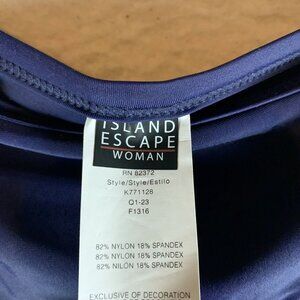 ISLAND
ESCAPE
WOMAN
RN 82372
Style/Style/Estilo
K771128
Q1-23
F1316
82% NYLON 18% SPANDEX
82% NYLON 18% SPANDEX
82% NILÓN 18% SPANDEX
EXCLUSIVE OF DECORATION